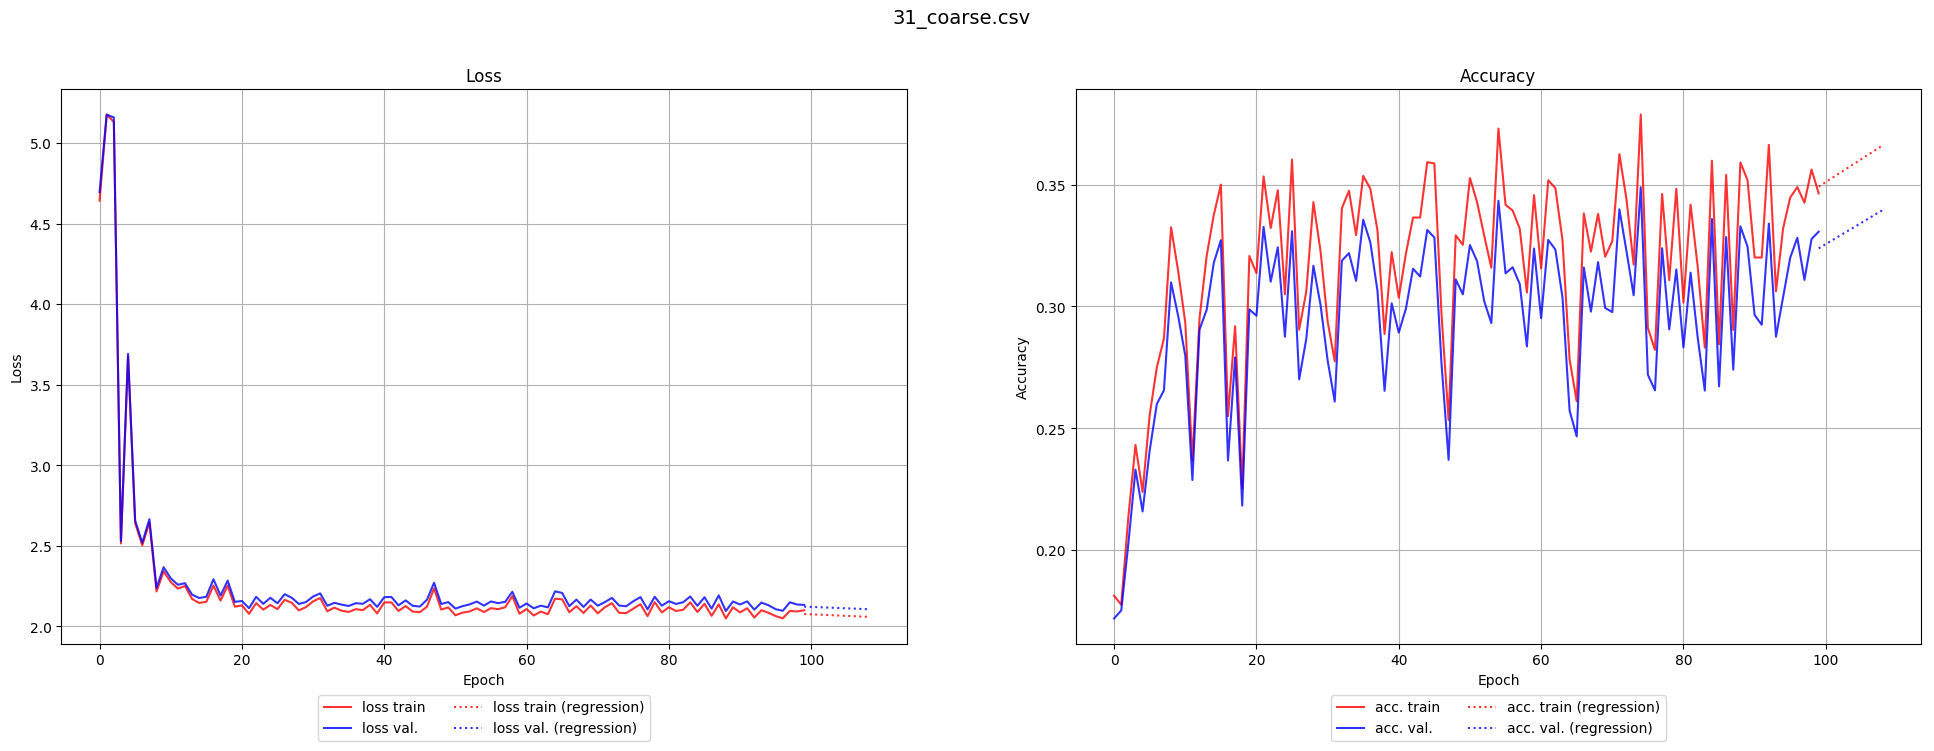 31_coarse.csv
Loss
5.0
4.5
4.0
3.5
3.0
2.5
2.0
Loss
0 20 40 60 80 100
Epoch
loss train loss train (regression)
loss val. loss val. (regression)
Accuracy
0.35
0.30
0.25
0.20
Accuracy
0 20 40 60 80 100
Epoch
acc. train acc. train (regression)
acc. val. acc. val. (regression)